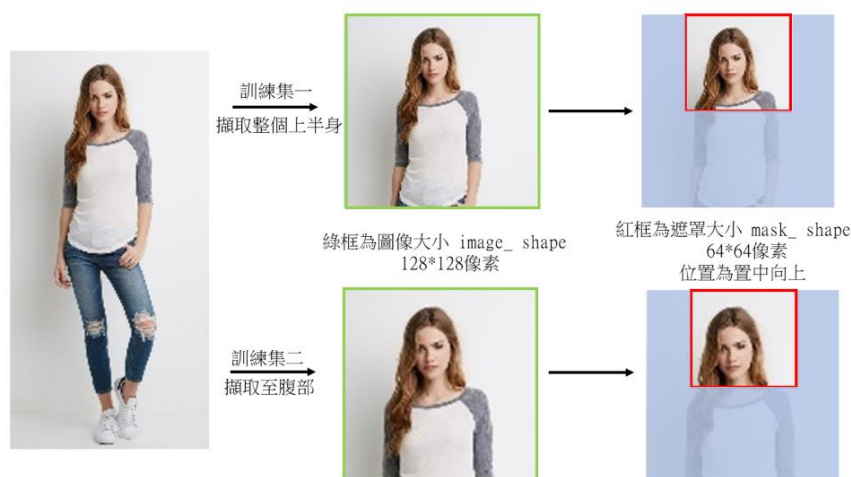 訓練集一
擷取整個上半身
綠框為圖像大小 image_ shape
128*128像素
紅框為遮罩大小 mask_ shape
64*64像素
位置為置中向上
訓練集二
擷取至腹部